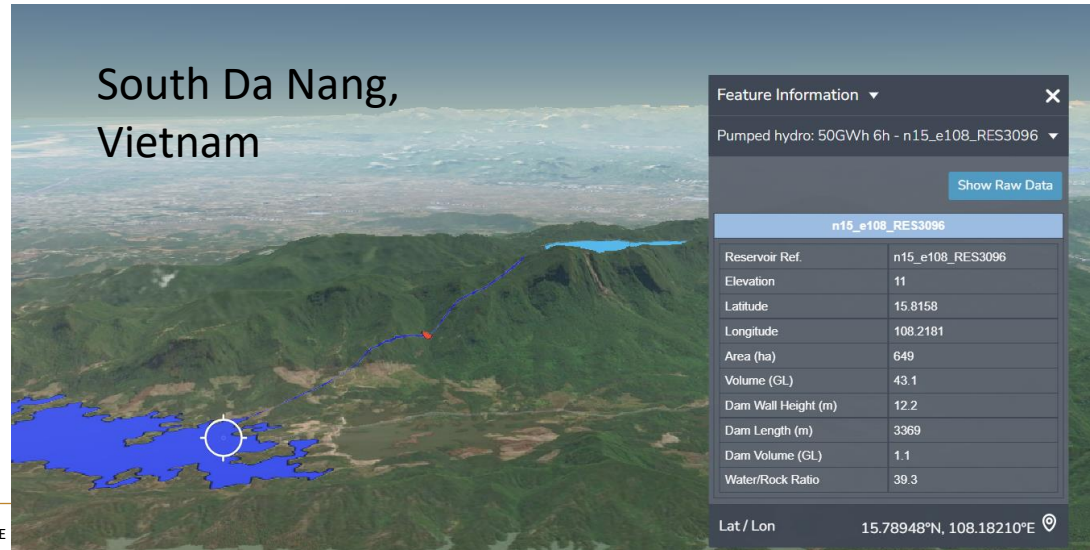 South Da Nang,
Vietnam
Feature Information
Pumped hydro: 50GWh 6h - n15_e108_RES3096
Show Raw Data
n15_e108_RES3096
Reservoir Ref. n15_e108_RES3096
Elevation 11
Latitude 15.8158
Longitude 108.2181
Area (ha) 649
Volume (GL) 43.1
Dam Wall Height (m) 12.2
Dam Length (m) 3369
Dam Volume (GL) 1.1
Water/Rock Ratio 39.3
Lat / Lon 15.78948°N, 108.18210°E
E